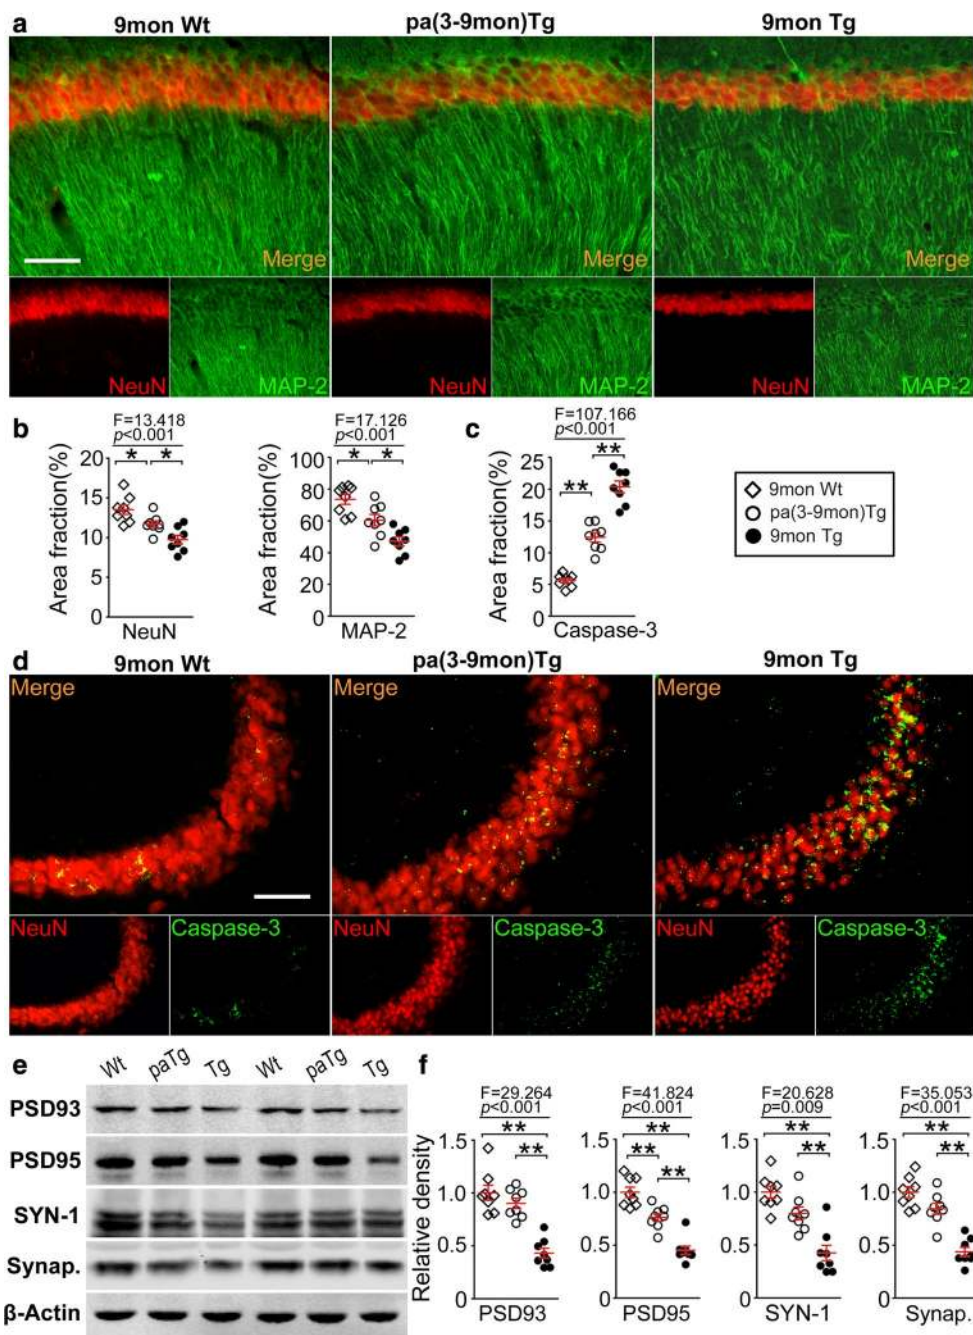 a
9mon Wt
pa(3-9mon)Tg
9mon Tg
Merge
Merge
Merge
NeuN
MAP-2
NeuN
MAP-2
NeuN
MAP-2
b
F=13.418
p<0.001
*
*
Area fraction(%)
20
15
10
5
0
NeuN
F=17.126
p<0.001
*
*
Area fraction(%)
100
80
60
40
20
0
MAP-2
c
F=107.166
p<0.001
**
**
Area fraction(%)
25
20
15
10
5
0
Caspase-3
9mon Wt
pa(3-9mon)Tg
9mon Tg
d
9mon Wt
pa(3-9mon)Tg
9mon Tg
Merge
Merge
Merge
NeuN
Caspase-3
NeuN
Caspase-3
NeuN
Caspase-3
e
Wt
paTg
Tg
Wt
paTg
Tg
PSD93
PSD95
SYN-1
Synap.
β-Actin
f
F=29.264
p<0.001
**
**
Relative density
1.5
1.0
0.5
0
PSD93
F=41.824
p<0.001
**
**
**
1.5
1.0
0.5
0
PSD95
F=20.628
p=0.009
**
**
1.5
1.0
0.5
0
SYN-1
F=35.053
p<0.001
**
**
1.5
1.0
0.5
0
Synap.